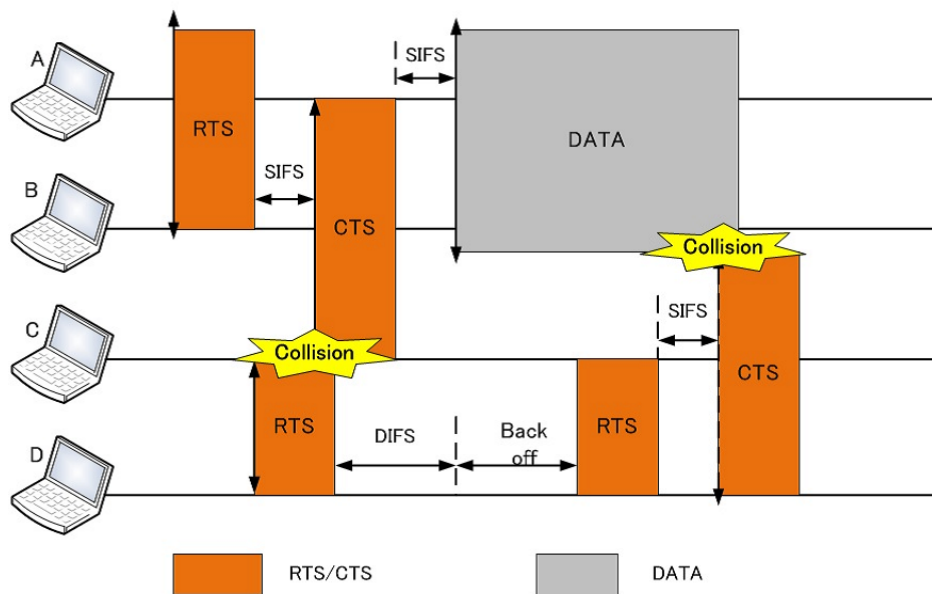 A
SIFS
RTS
DATA
SIFS
B
CTS
Collision
SIFS
C
Collision
CTS
RTS
DIFS
Back
off
RTS
D
RTS/CTS
DATA